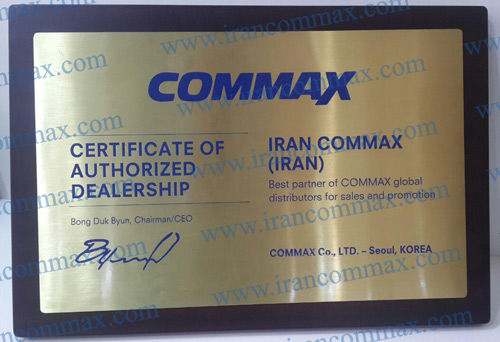 COMMAX
CERTIFICATE OF
AUTHORIZED
DEALERSHIP
Bong Duk Byun, Chairman/CEO
IRAN COMMAX
(IRAN)
Best partner of COMMAX global
distributors for sales and promotion
COMMAX Co., LTD. – Seoul, KOREA
www.irancommax.com